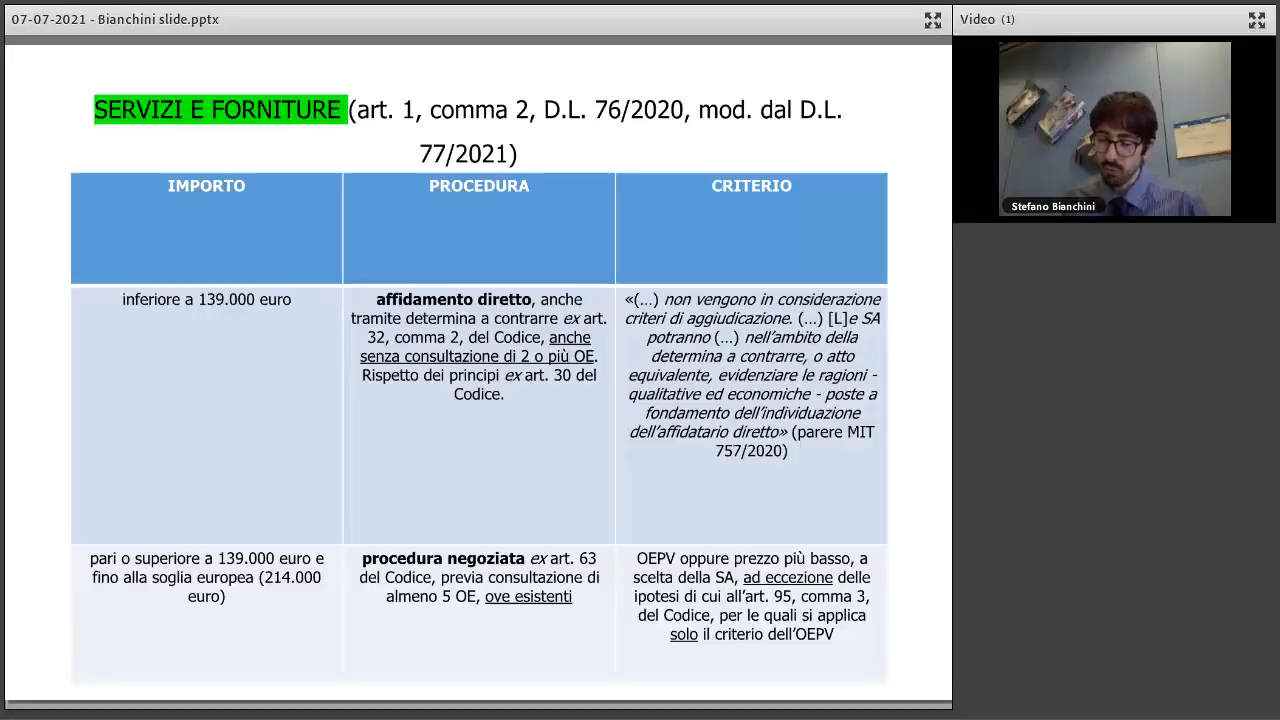 07-07-2021 - Bianchini slide.pptx
Video (1)
SERVIZI E FORNITURE (art. 1, comma 2, D.L. 76/2020, mod. dal D.L.
77/2021)
IMPORTO
PROCEDURA
CRITERIO
inferiore a 139.000 euro
affidamento diretto, anche
tramite determina a contrarre ex art.
32, comma 2, del Codice, anche
senza consultazione di 2 o più OE.
Rispetto dei principi ex art. 30 del
Codice.
«(…) non vengono in considerazione
criteri di aggiudicazione. (…) [L]e SA
potranno (…) nell'ambito della
determina a contrarre, o atto
equivalente, evidenziare le ragioni -
qualitative ed economiche - poste a
fondamento dell'individuazione
dell'affidatario diretto» (parere MIT
757/2020)
pari o superiore a 139.000 euro e
fino alla soglia europea (214.000
euro)
procedura negoziata ex art. 63
del Codice, previa consultazione di
almeno 5 OE, ove esistenti
OEPV oppure prezzo più basso, a
scelta della SA, ad eccezione delle
ipotesi di cui all'art. 95, comma 3,
del Codice, per le quali si applica
solo il criterio dell'OEPV
Stefano Bianchini